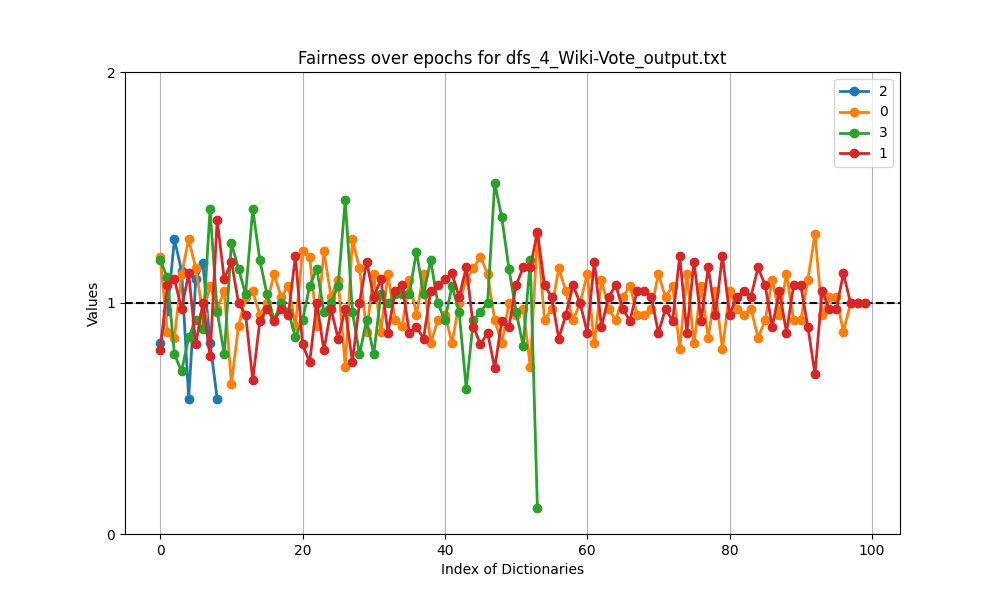 Fairness over epochs for dfs_4_Wiki-Vote_output.txt
2
1
0
Values
2
0
3
1
0 20 40 60 80 100
Index of Dictionaries